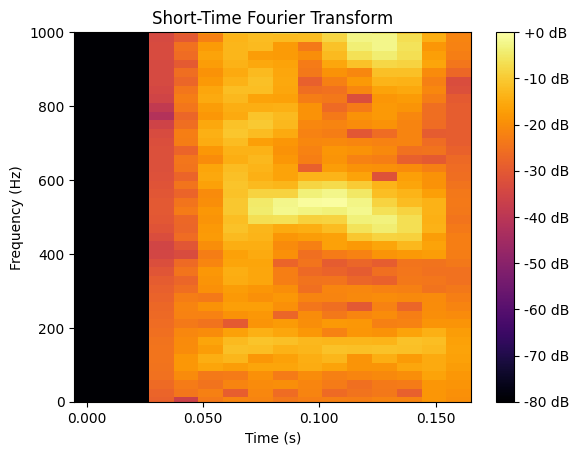 Short-Time Fourier Transform
1000
800
600
400
200
0
Frequency (Hz)
0.000
0.050
0.100
0.150
Time (s)
+0 dB
-10 dB
-20 dB
-30 dB
-40 dB
-50 dB
-60 dB
-70 dB
-80 dB